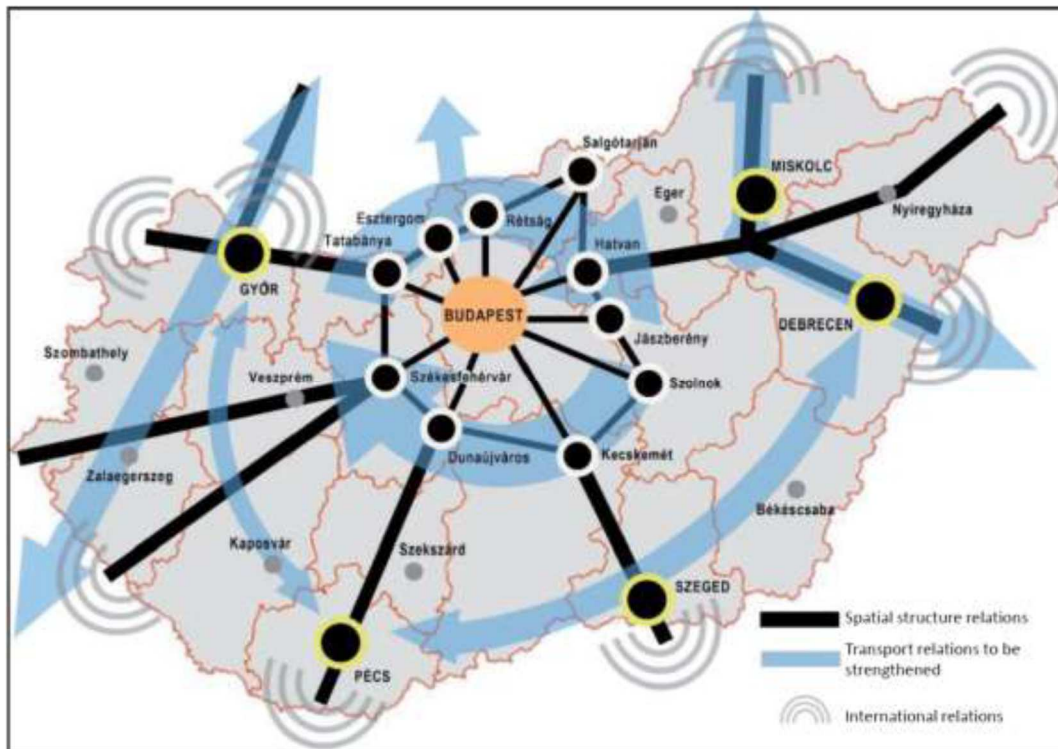 Salgótarján
MISKOLC
Eger
Nyíregyháza
Esztergom
Rétság
Tatabánya
Hatvan
GYŐR
BUDAPEST
DEBRECEN
Jászberény
Szombathely
Veszprém
Székesfehérvár
Szolnok
Dunaújváros
Kecskemét
Zalaegerszeg
Békéscsaba
Kaposvár
Szekszárd
SZEGED
PÉCS
Spatial structure relations
Transport relations to be
strengthened
International relations